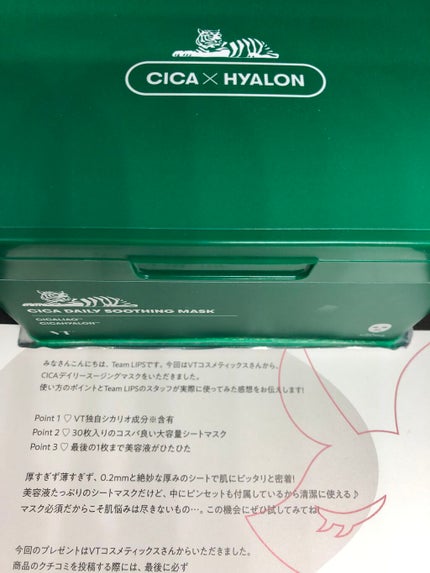 CICA × HYALON
CICA DAILY SOOTHING MASK
CICALIAO™
CICAHYALON™
VT
みなさんこんにちは、Team LIPSです。今回はVTコスメティックスさんから、
CICAデイリースージングマスクをいただきました。
使い方のポイントとTeam LIPSのスタッフが実際に使ってみた感想をお伝えします!
Point 1 ♡ VT独自シカリオ成分※含有
Point 2 ♡ 30枚入りのコスパ良い大容量シートマスク
Point 3 ♡ 最後の1枚まで美容液がひたひた
厚すぎず薄すぎず、0.2mmと絶妙な厚みのシートで肌にピッタリと密着!
美容液たっぷりのシートマスクだけど、中にピンセットも付属しているから清潔に使える♪
マスク必須だからこそ肌悩みは尽きないもの…。この機会にぜひ試してみてね!
今回のプレゼントはVTコスメティックスさんからいただきました。
商品のクチコミを投稿する際には、最後に必ず